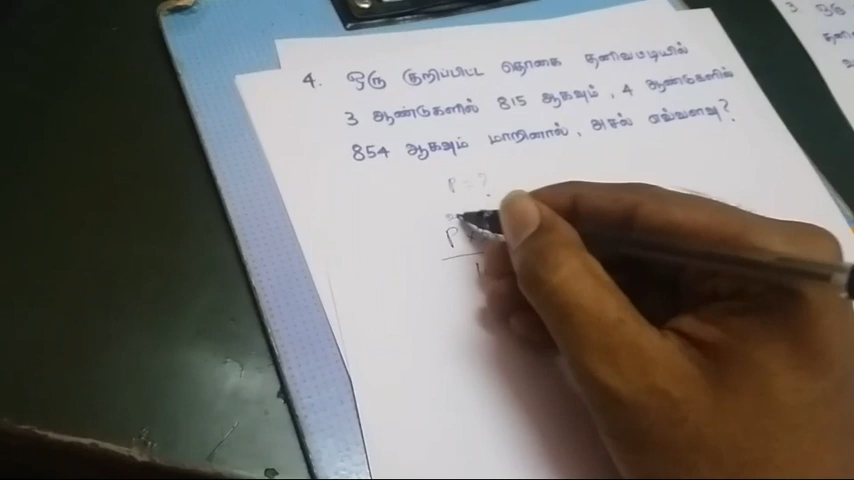 4. ஒரு குறிப்பிட்ட தொகை தனிவட்டியில்
3 ஆண்டுகளில் 815 ஆகவும், 4 ஆண்டுகளில்
854 ஆகவும் மாறினால், அசல் எவ்வளவு?
P = ?
P